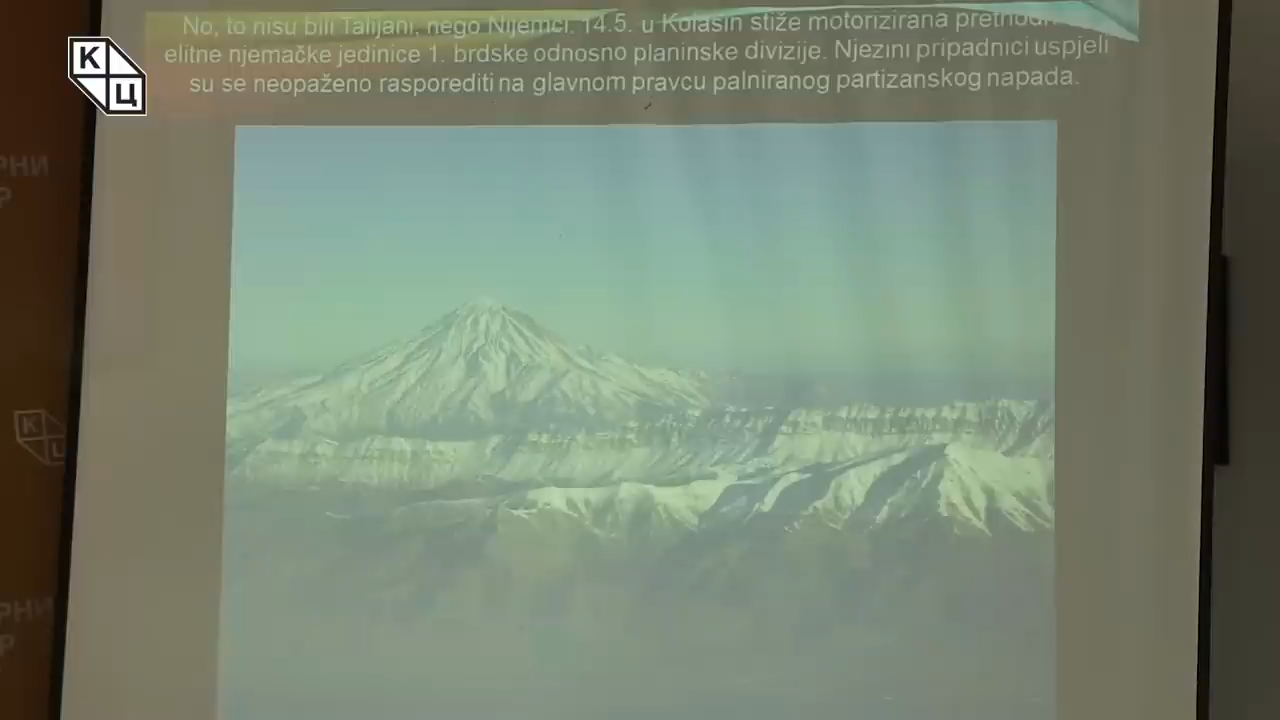 No, to nisu bili Talijani, nego Nijemci. 14.5. u Kolašin stiže motorizirana
elitne njemačke jedinice 1. brdske odnosno planinske divizije. Njezini pripadnici uspjeli
su se neopaženo rasporediti na glavnom pravcu palniranog partizanskog napada.
К
Ц
К
Ц